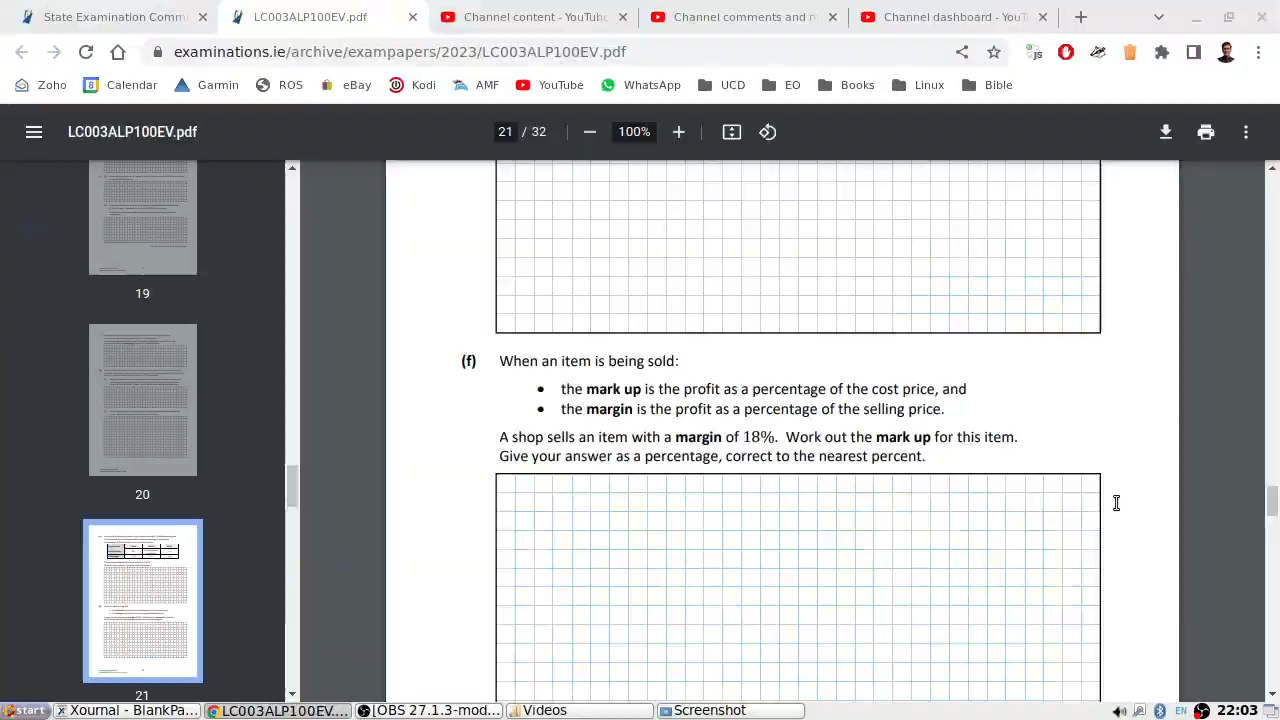 State Examination Comm
LC003ALP100EV.pdf
Channel content - YouTube
Channel comments and m
Channel dashboard - YouT
examinations.ie/archive/exampapers/2023/LC003ALP100EV.pdf
JS
Zoho
8 Calendar
Garmin
ROS
eBay
Kodi
AMF
YouTube
WhatsApp
UCD
EO
Books
Linux
Bible
LC003ALP100EV.pdf
21 / 32
100%
19
20
21
(f) When an item is being sold:
• the mark up is the profit as a percentage of the cost price, and
• the margin is the profit as a percentage of the selling price.
A shop sells an item with a margin of 18%. Work out the mark up for this item.
Give your answer as a percentage, correct to the nearest percent.
start
Xournal - BlankPa...
LC003ALP100EV....
[OBS 27.1.3-mod...
Videos
Screenshot
EN
22:03